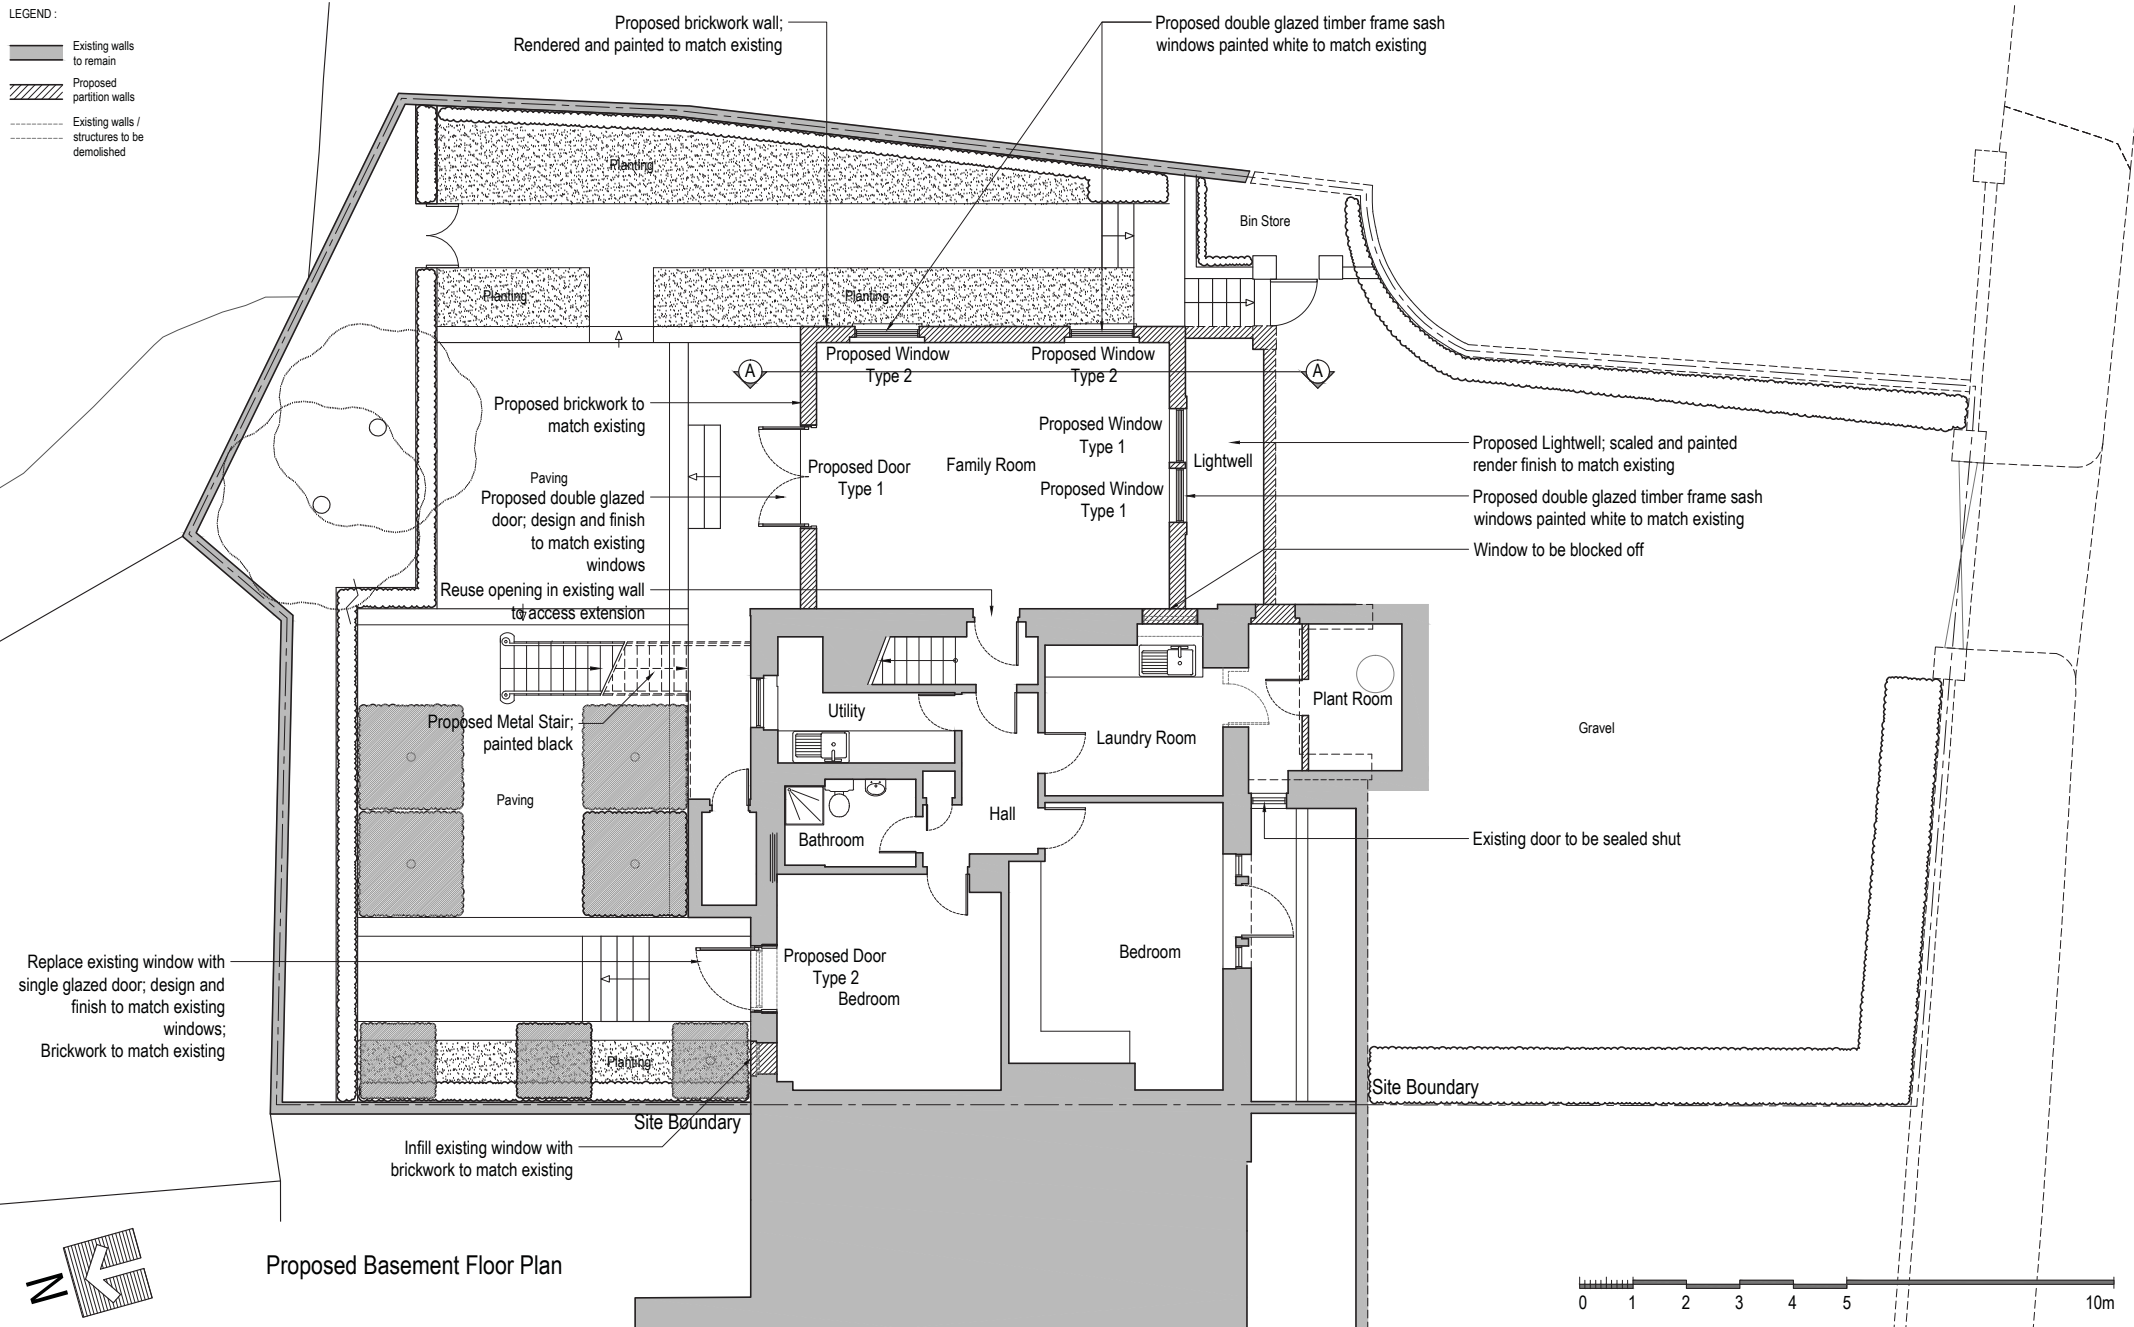 LEGEND :
Existing walls
to remain
Proposed
partition walls
Existing walls /
structures to be
demolished
Proposed brickwork wall;
Rendered and painted to match existing
Proposed double glazed timber frame sash
windows painted white to match existing
Planting
Bin Store
Planting
Planting
Proposed Window
Type 2
Proposed Window
Type 2
A
A
Proposed brickwork to
match existing
Proposed Window
Type 1
Proposed Door
Type 1
Family Room
Lightwell
Proposed Lightwell; scaled and painted
render finish to match existing
Paving
Proposed double glazed
door; design and finish
to match existing
windows
Proposed Window
Type 1
Proposed double glazed timber frame sash
windows painted white to match existing
Window to be blocked off
Reuse opening in existing wall
to access extension
Proposed Metal Stair;
painted black
Utility
Plant Room
Laundry Room
Gravel
Paving
Hall
Bathroom
Existing door to be sealed shut
Replace existing window with
single glazed door; design and
finish to match existing
windows;
Brickwork to match existing
Proposed Door
Type 2
Bedroom
Bedroom
Planting
Site Boundary
Site Boundary
Infill existing window with
brickwork to match existing
N
Proposed Basement Floor Plan
0 1 2 3 4 5 10m